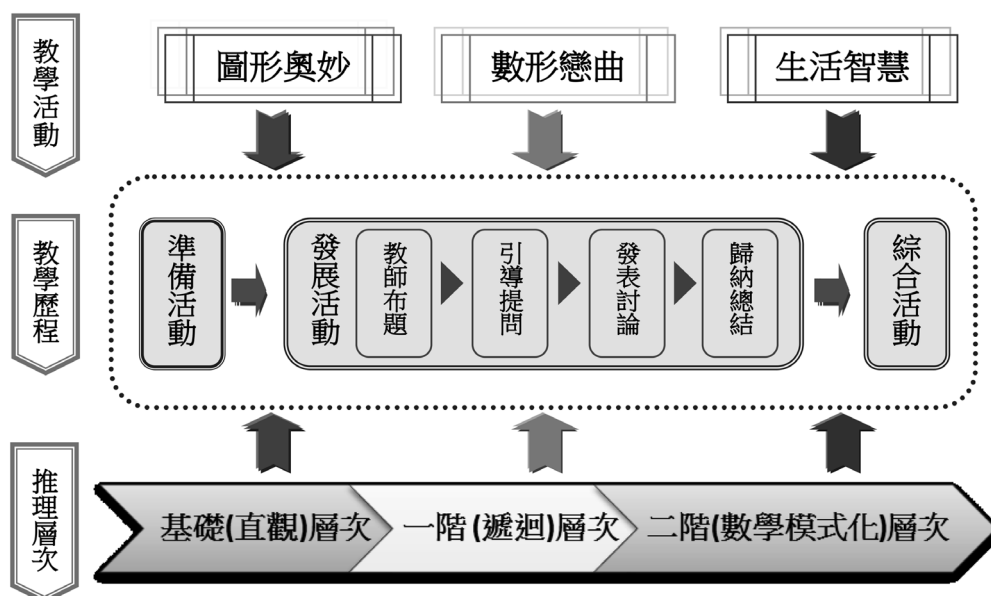 教學活動
圖形奧妙
數形戀曲
生活智慧
教學歷程
準備活動
發展活動
教師布題
引導提問
發表討論
歸納總結
綜合活動
推理層次
基礎(直觀)層次
一階 (遞迴)層次
二階(數學模式化)層次